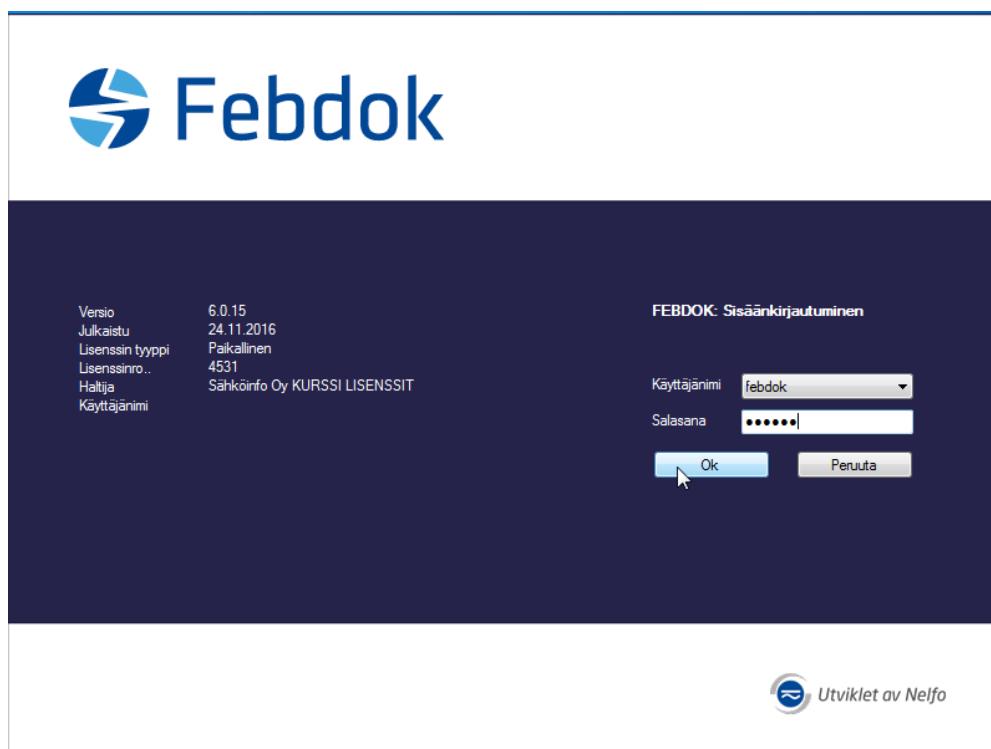 Febdok
Versio 6.0.15
Julkaistu 24.11.2016
Lisenssin tyyppi Paikallinen
Lisenssinro.. 4531
Haltija Sähköinfo Oy KURSSI LISENSSIT
Käyttäjänimi
FEBDOK: Sisäänkirjautuminen
Käyttäjänimi febdok
Salasana ••••••
Ok Peruuta
Utviklet av Nelfo